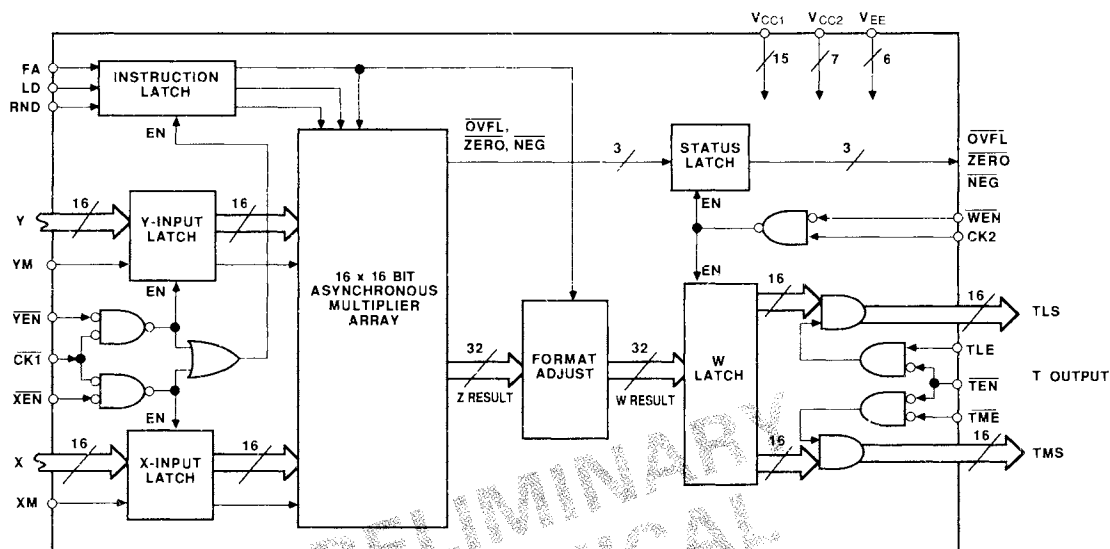 VCC1 VCC2 VEE
15 7 6
FA
LD
RND
INSTRUCTION
LATCH
EN
OVFL,
ZERO, NEG
3
STATUS
LATCH
3
OVFL
ZERO
NEG
EN
WEN
CK2
Y
16
Y-INPUT
LATCH
16
YM
EN
YEN
CK1
XEN
EN
X
16
X-INPUT
LATCH
16
XM
16 x 16 BIT
ASYNCHRONOUS
MULTIPLIER
ARRAY
32
Z RESULT
FORMAT
ADJUST
32
W RESULT
EN
W
LATCH
16
16
TLS
TLE
TEN
T OUTPUT
TME
16
16
TMS
PRELIMINARY